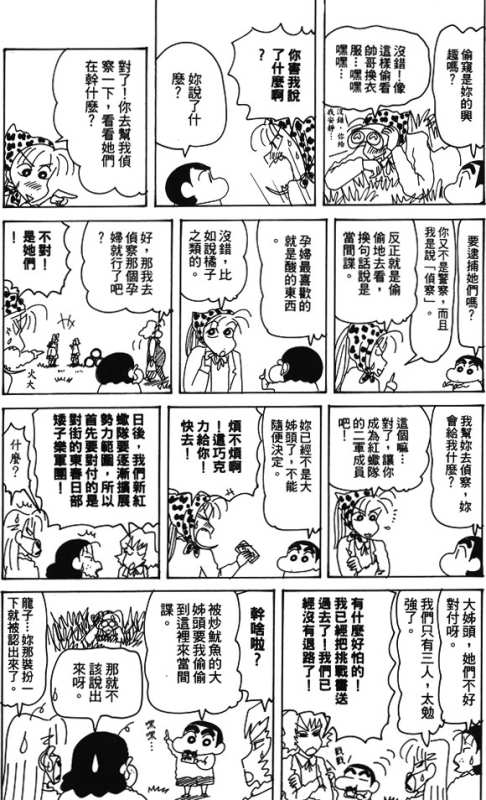 偷窺是妳的興
趣嗎？
沒錯！像
這樣偷看
帥哥換衣
服…嘿嘿
嘿嘿…
沒錯，你給
我安靜…
你害我說
了什麼啊
？
妳說了什
麼？
對了！你去幫我偵
察一下，看看她們
在幹什麼？
要逮捕她們嗎？
你又不是警察，而且
我是說「偵察」。
反正就是偷
偷地去看，
換句話說是
當間諜。
孕婦最喜歡的
就是酸的東西
。
沒錯，比
如說橘子
之類的。
好，那我去
偵察那個孕
婦就行了吧
？
不對！
是她們
！
火大
我幫妳去偵察，妳
會給我什麼？
這個嘛…
對了，讓你
成為紅蠍隊
的二軍成員
吧！
妳已經不是大
姊頭了，不能
隨便決定。
煩不煩啊
！這巧克
力給你！
快去！
日後，我們新紅
蠍隊要逐漸擴展
勢力範圍，所以
首先要對付的是
對街的東春日部
矮子樂軍團！
什麼？
大姊頭，她們不好
對付呀。
我們只有三人，太勉
強了。
有什麼好怕的！
我已經把挑戰書送
過去了！我們已
經沒有退路了！
戳戳
幹啥啦？
被炒魷魚的大
姊頭要我偷偷
到這裡來當間
諜。
嘿嘿…
那就不
該說出
來呀。
龍子…妳那裝扮一
下就被認出來了。